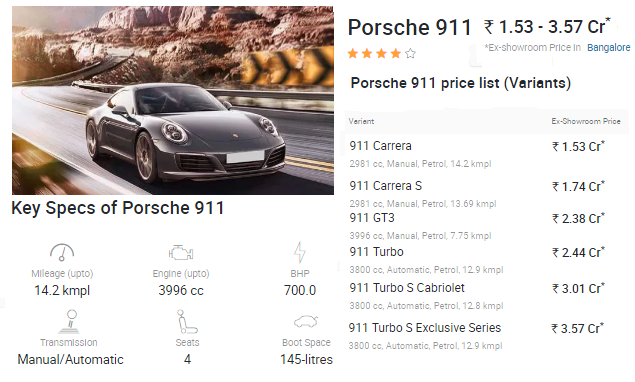 Porsche 911 ₹ 1.53 - 3.57 Cr*
*Ex-showroom Price in Bangalore
Porsche 911 price list (Variants)
Variant Ex-Showroom Price
911 Carrera ₹ 1.53 Cr*
2981 cc, Manual, Petrol, 14.2 kmpl
911 Carrera S ₹ 1.74 Cr*
2981 cc, Manual, Petrol, 13.69 kmpl
911 GT3 ₹ 2.38 Cr*
3996 cc, Manual, Petrol, 7.75 kmpl
911 Turbo ₹ 2.44 Cr*
3800 cc, Automatic, Petrol, 12.9 kmpl
911 Turbo S Cabriolet ₹ 3.01 Cr*
3800 cc, Automatic, Petrol, 12.8 kmpl
911 Turbo S Exclusive Series ₹ 3.57 Cr*
3800 cc, Automatic, Petrol, 12.9 kmpl
Key Specs of Porsche 911
Mileage (upto) Engine (upto) BHP
14.2 kmpl 3996 cc 700.0
Transmission Seats Boot Space
Manual/Automatic 4 145-litres